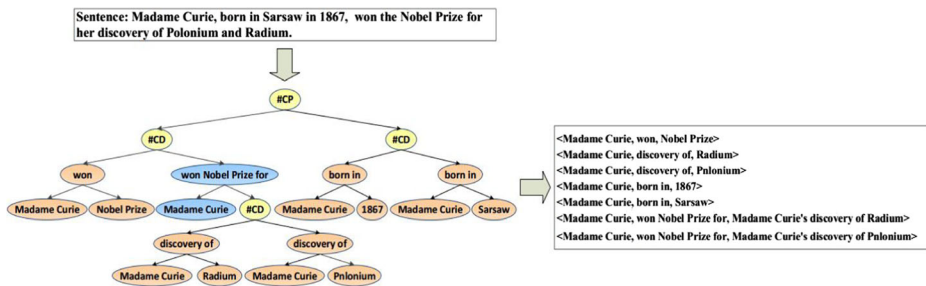 Sentence: Madame Curie, born in Sarsaw in 1867, won the Nobel Prize for
her discovery of Polonium and Radium.
#CP
#CD #CD
won won Nobel Prize for born in born in
Madame Curie Nobel Prize Madame Curie #CD Madame Curie 1867 Madame Curie Sarsaw
discovery of discovery of
Madame Curie Radium Madame Curie Pnlonium
<Madame Curie, won, Nobel Prize>
<Madame Curie, discovery of, Radium>
<Madame Curie, discovery of, Pnlonium>
<Madame Curie, born in, 1867>
<Madame Curie, born in, Sarsaw>
<Madame Curie, won Nobel Prize for, Madame Curie's discovery of Radium>
<Madame Curie, won Nobel Prize for, Madame Curie's discovery of Pnlonium>